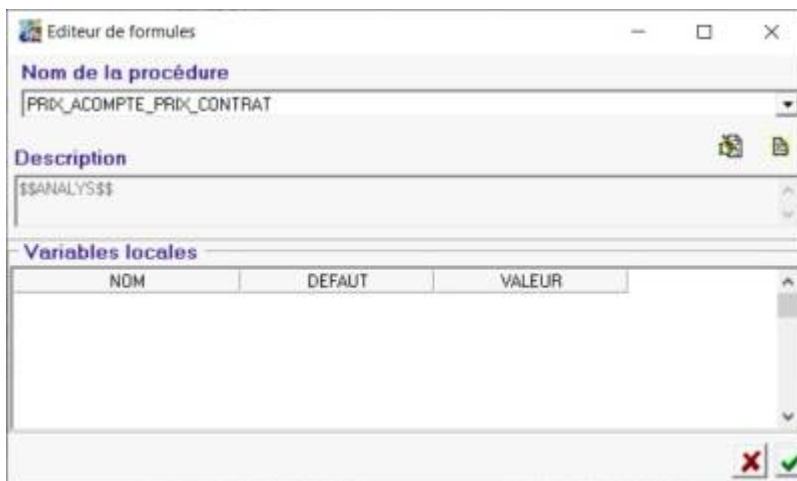 Editeur de formules
Nom de la procédure
PRIX_ACOMPTE_PRIX_CONTRAT
Description
$$ANALYS$$
Variables locales
NOM DEFAUT VALEUR